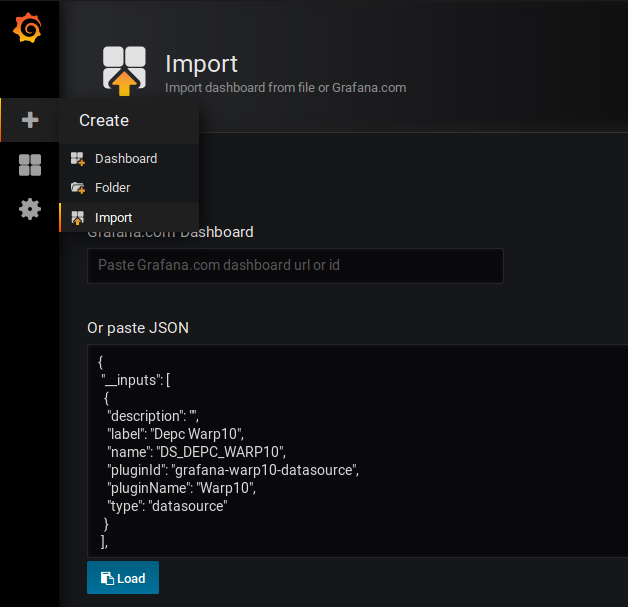 Import
Import dashboard from file or Grafana.com
Create
Dashboard
Folder
Import
Grafana.com Dashboard
Paste Grafana.com dashboard url or id
Or paste JSON
{
"__inputs": [
{
"description": "",
"label": "Depc Warp10",
"name": "DS_DEPC_WARP10",
"pluginId": "grafana-warp10-datasource",
"pluginName": "Warp10",
"type": "datasource"
}
],
Load